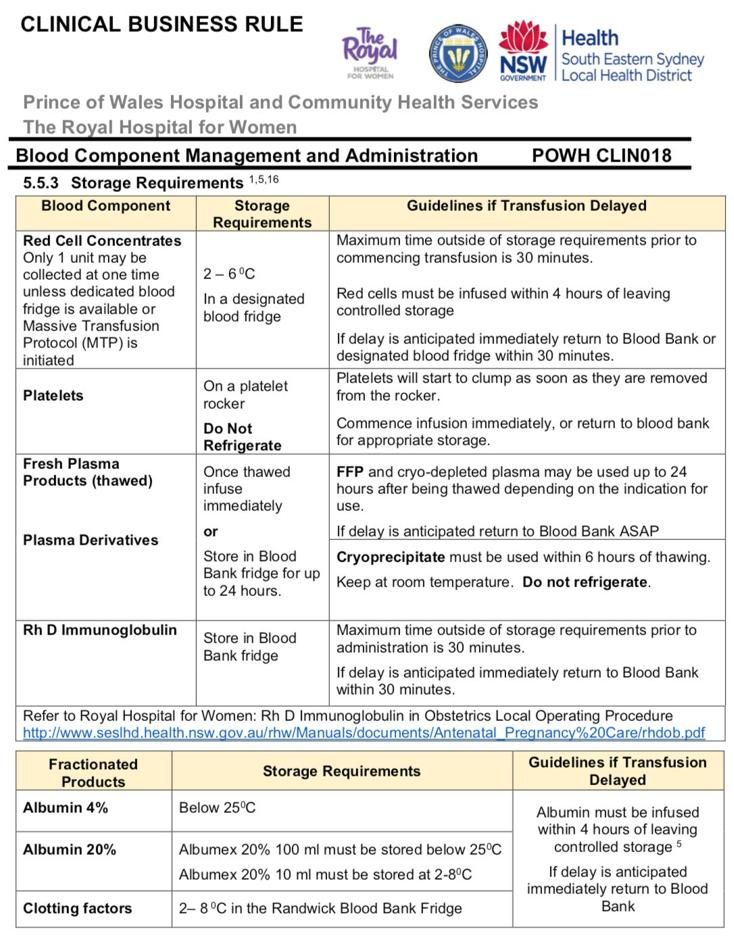 CLINICAL BUSINESS RULE
The
Royal
HOSPITAL
FOR WOMEN
THE PRINCE OF WALES HOSPITAL
NSW
GOVERNMENT
Health
South Eastern Sydney
Local Health District
Prince of Wales Hospital and Community Health Services
The Royal Hospital for Women
Blood Component Management and Administration POWH CLIN018
5.5.3 Storage Requirements 1,5,16
Blood Component
Storage
Requirements
Guidelines if Transfusion Delayed
Red Cell Concentrates
Only 1 unit may be
collected at one time
unless dedicated blood
fridge is available or
Massive Transfusion
Protocol (MTP) is
initiated
2 – 6 ⁰C
In a designated
blood fridge
Maximum time outside of storage requirements prior to
commencing transfusion is 30 minutes.
Red cells must be infused within 4 hours of leaving
controlled storage
If delay is anticipated immediately return to Blood Bank or
designated blood fridge within 30 minutes.
Platelets
On a platelet
rocker
Do Not
Refrigerate
Platelets will start to clump as soon as they are removed
from the rocker.
Commence infusion immediately, or return to blood bank
for appropriate storage.
Fresh Plasma
Products (thawed)
Plasma Derivatives
Once thawed
infuse
immediately
or
Store in Blood
Bank fridge for up
to 24 hours.
FFP and cryo-depleted plasma may be used up to 24
hours after being thawed depending on the indication for
use.
If delay is anticipated return to Blood Bank ASAP
Cryoprecipitate must be used within 6 hours of thawing.
Keep at room temperature. Do not refrigerate.
Rh D Immunoglobulin
Store in Blood
Bank fridge
Maximum time outside of storage requirements prior to
administration is 30 minutes.
If delay is anticipated immediately return to Blood Bank
within 30 minutes.
Refer to Royal Hospital for Women: Rh D Immunoglobulin in Obstetrics Local Operating Procedure
http://www.seslhd.health.nsw.gov.au/rhw/Manuals/documents/Antenatal_Pregnancy%20Care/rhdob.pdf
Fractionated
Products
Storage Requirements
Guidelines if Transfusion
Delayed
Albumin 4%
Below 25⁰C
Albumin 20%
Albumex 20% 100 ml must be stored below 25⁰C
Albumex 20% 10 ml must be stored at 2-8⁰C
Clotting factors
2– 8 ⁰C in the Randwick Blood Bank Fridge
Albumin must be infused
within 4 hours of leaving
controlled storage 5
If delay is anticipated
immediately return to Blood
Bank